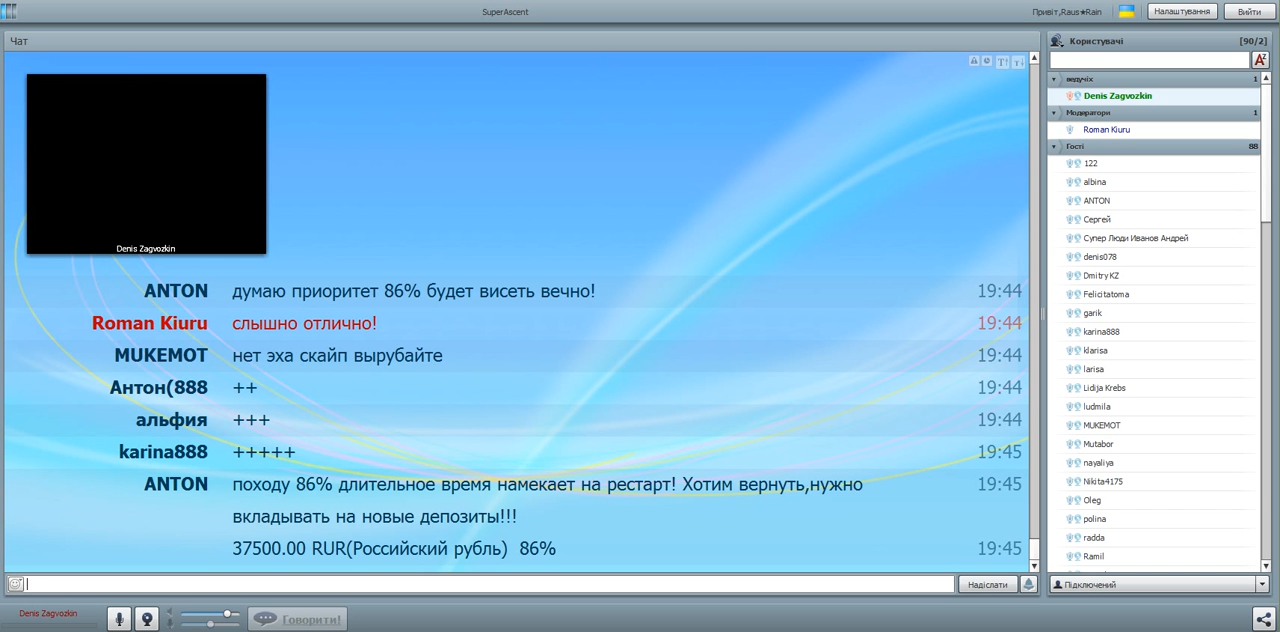 SuperAscent
Привіт,Raus★Rain
Налаштування
Вийти
Чат
Denis Zagvozkin
ANTON думаю приоритет 86% будет висеть вечно! 19:44
Roman Kiuru слышно отлично! 19:44
MUKEMOT нет эха скайп вырубайте 19:44
Антон(888 ++ 19:44
альфия +++ 19:44
karina888 +++++ 19:45
ANTON походу 86% длительное время намекает на рестарт! Хотим вернуть,нужно 19:45
вкладывать на новые депозиты!!!
37500.00 RUR(Российский рубль) 86% 19:45
Надіслати
Denis Zagvozkin
Говорити!
Користувачі [90/2]
ведучіх 1
Denis Zagvozkin
Модератори 1
Roman Kiuru
Гості 88
122
albina
ANTON
Сергей
Супер Люди Иванов Андрей
denis078
Dmitry KZ
Felicitatoma
garik
karina888
klarisa
larisa
Lidija Krebs
ludmila
MUKEMOT
Mutabor
nayaliya
Nikita4175
Oleg
polina
radda
Ramil
Підключений